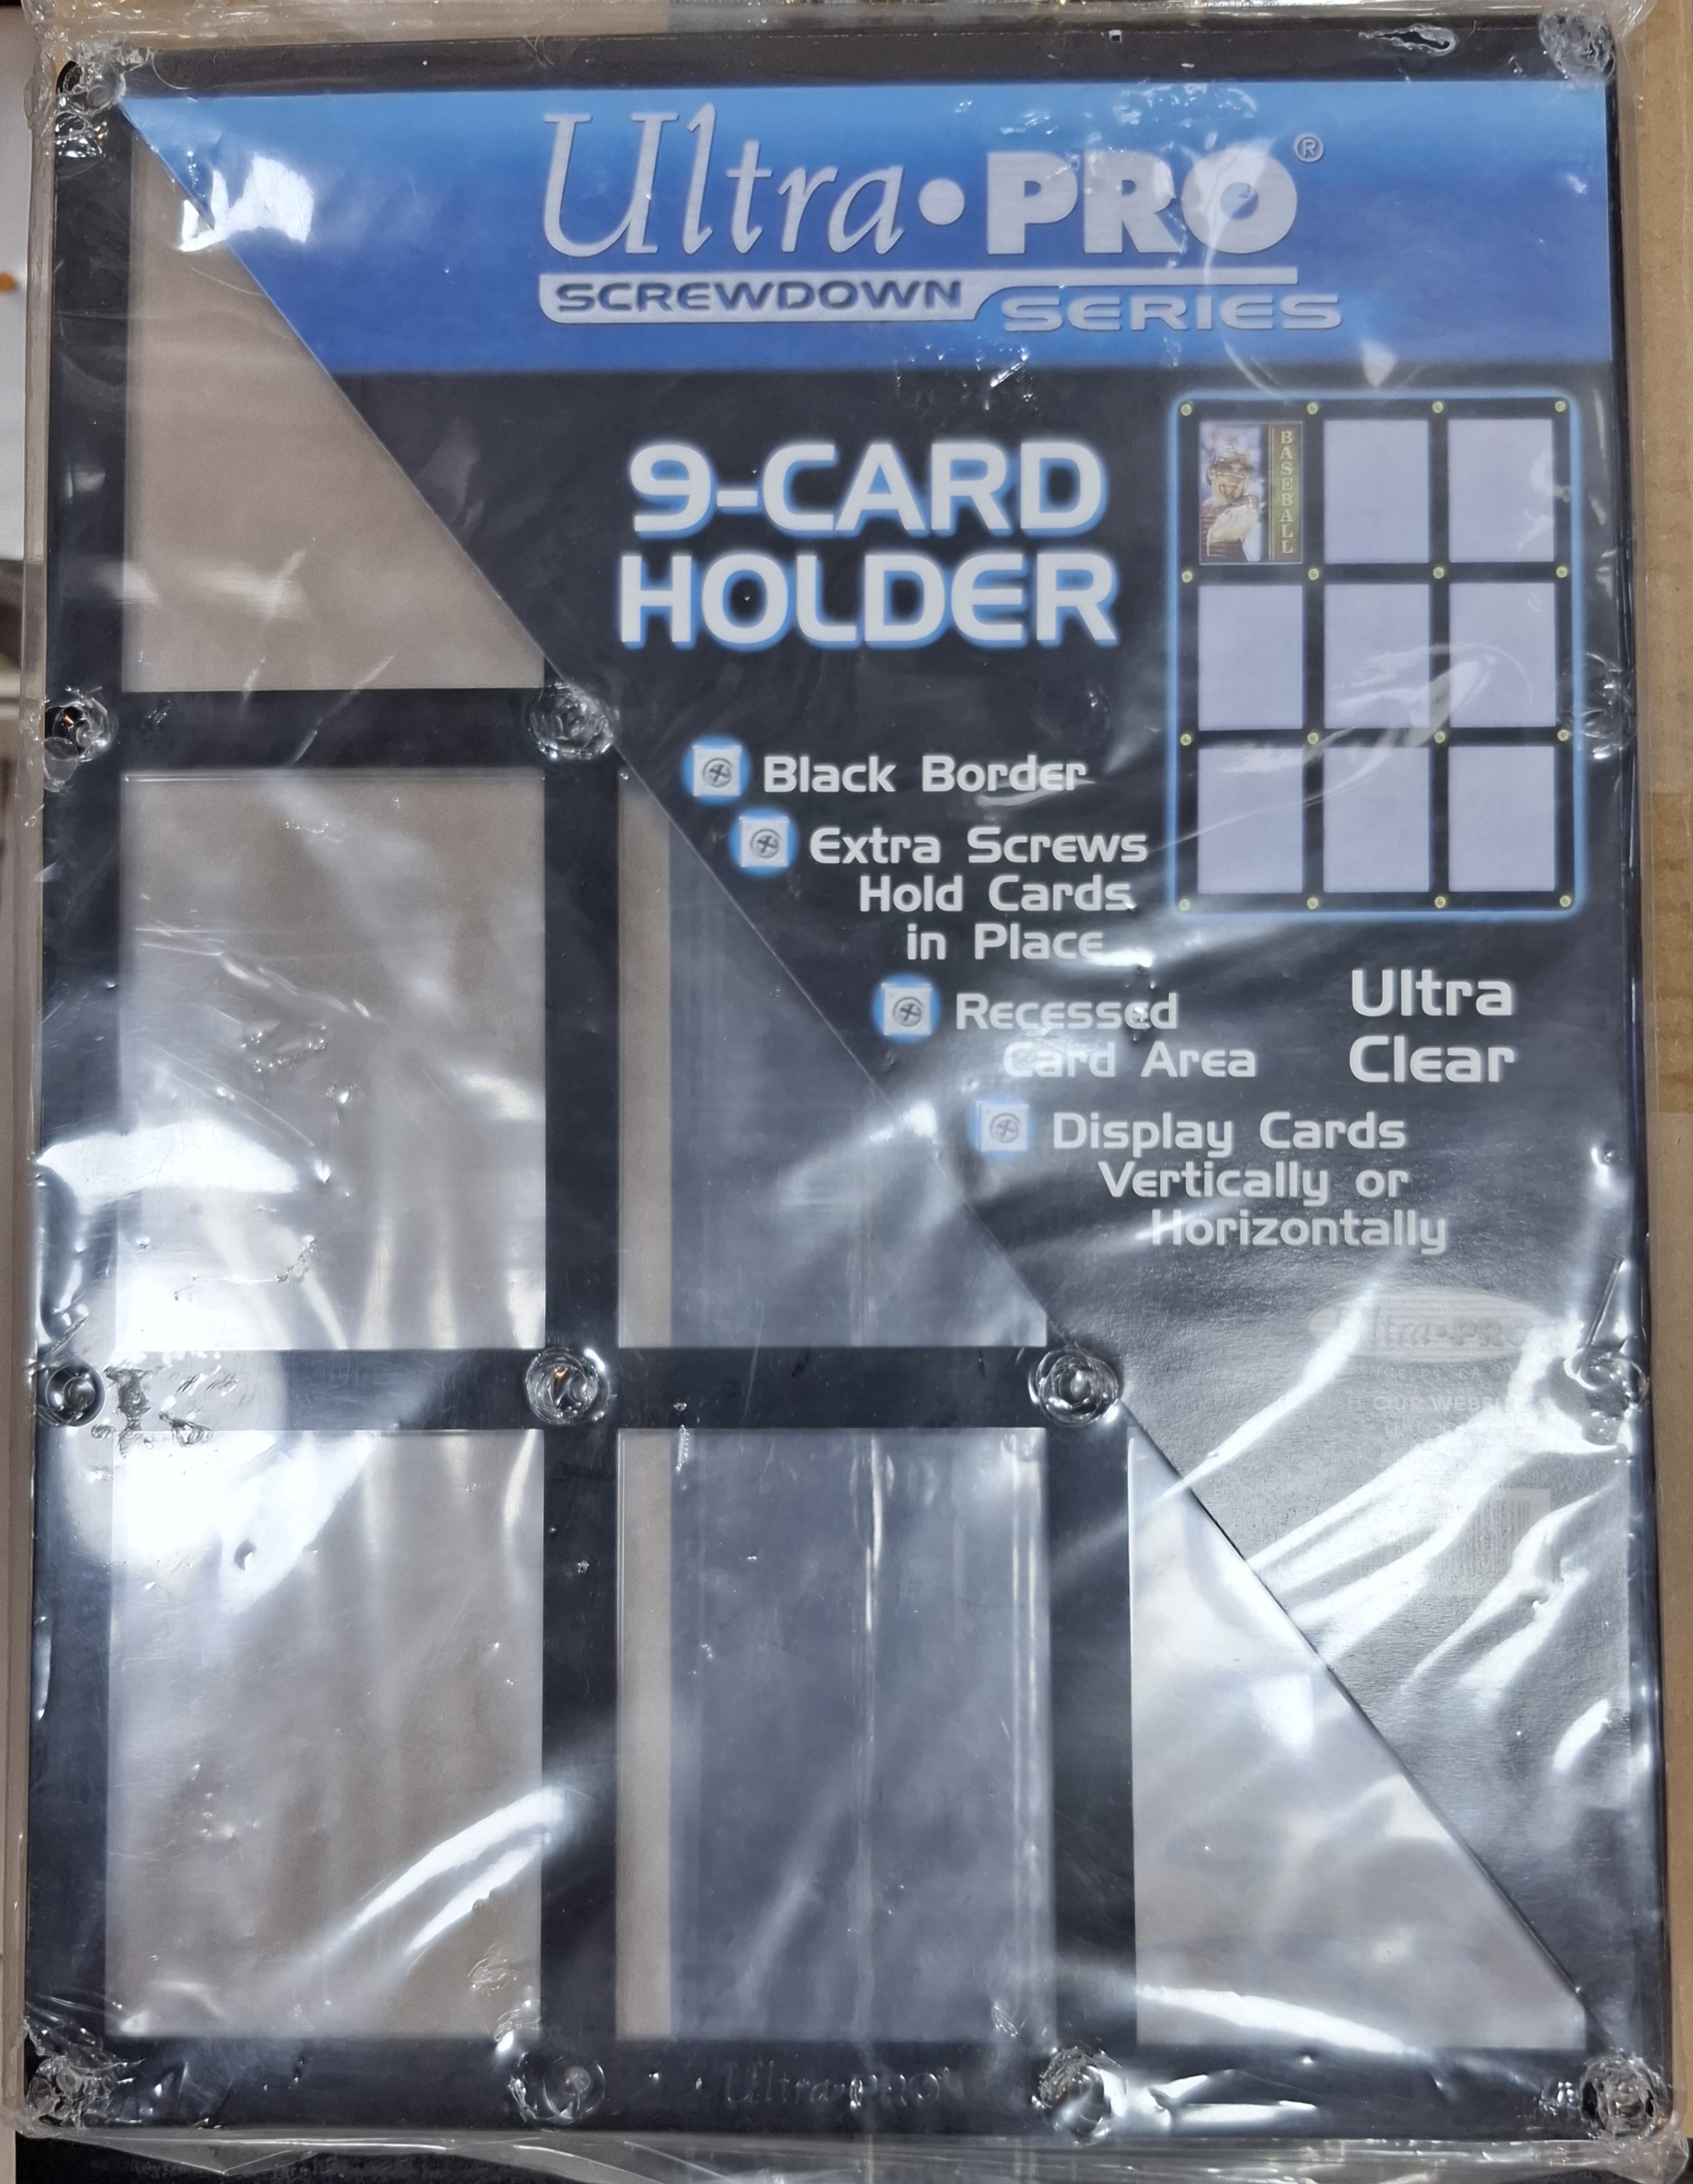 Ultra•PRO®
SCREWDOWN SERIES
9-CARD
HOLDER
BASEBALL
Black Border
Extra Screws
Hold Cards
in Place
Recessed
Card Area
Ultra
Clear
Display Cards
Vertically or
Horizontally
Ultra•PRO
OUR
Ultra•PRO